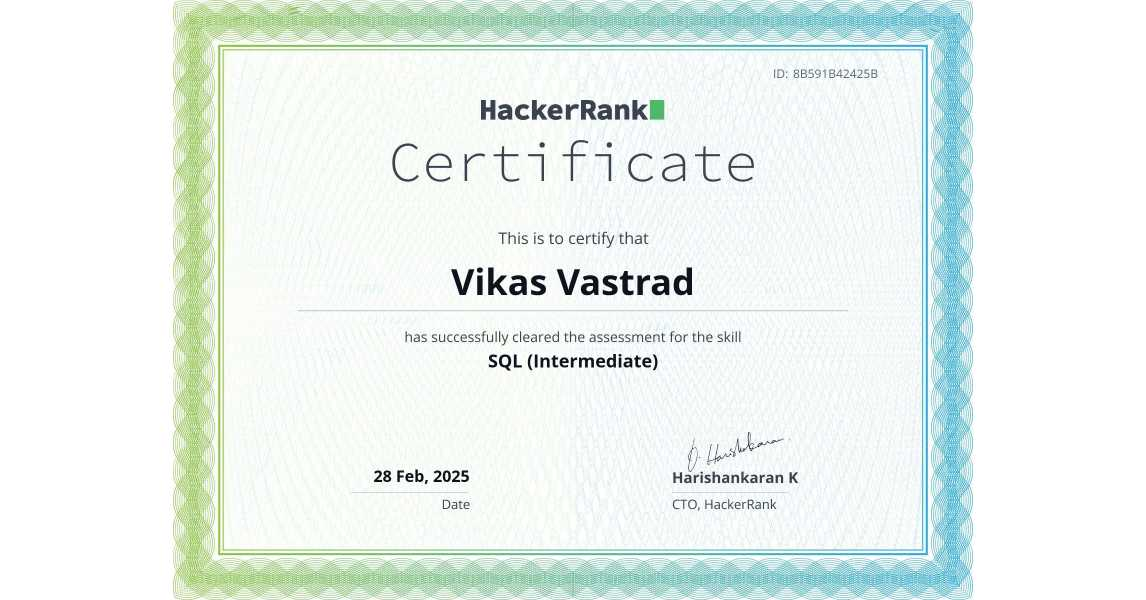 ID: 8B591B42425B
HackerRank
Certificate
This is to certify that
Vikas Vastrad
has successfully cleared the assessment for the skill
SQL (Intermediate)
D. Harishankaran
28 Feb, 2025
Harishankaran K
Date
CTO, HackerRank